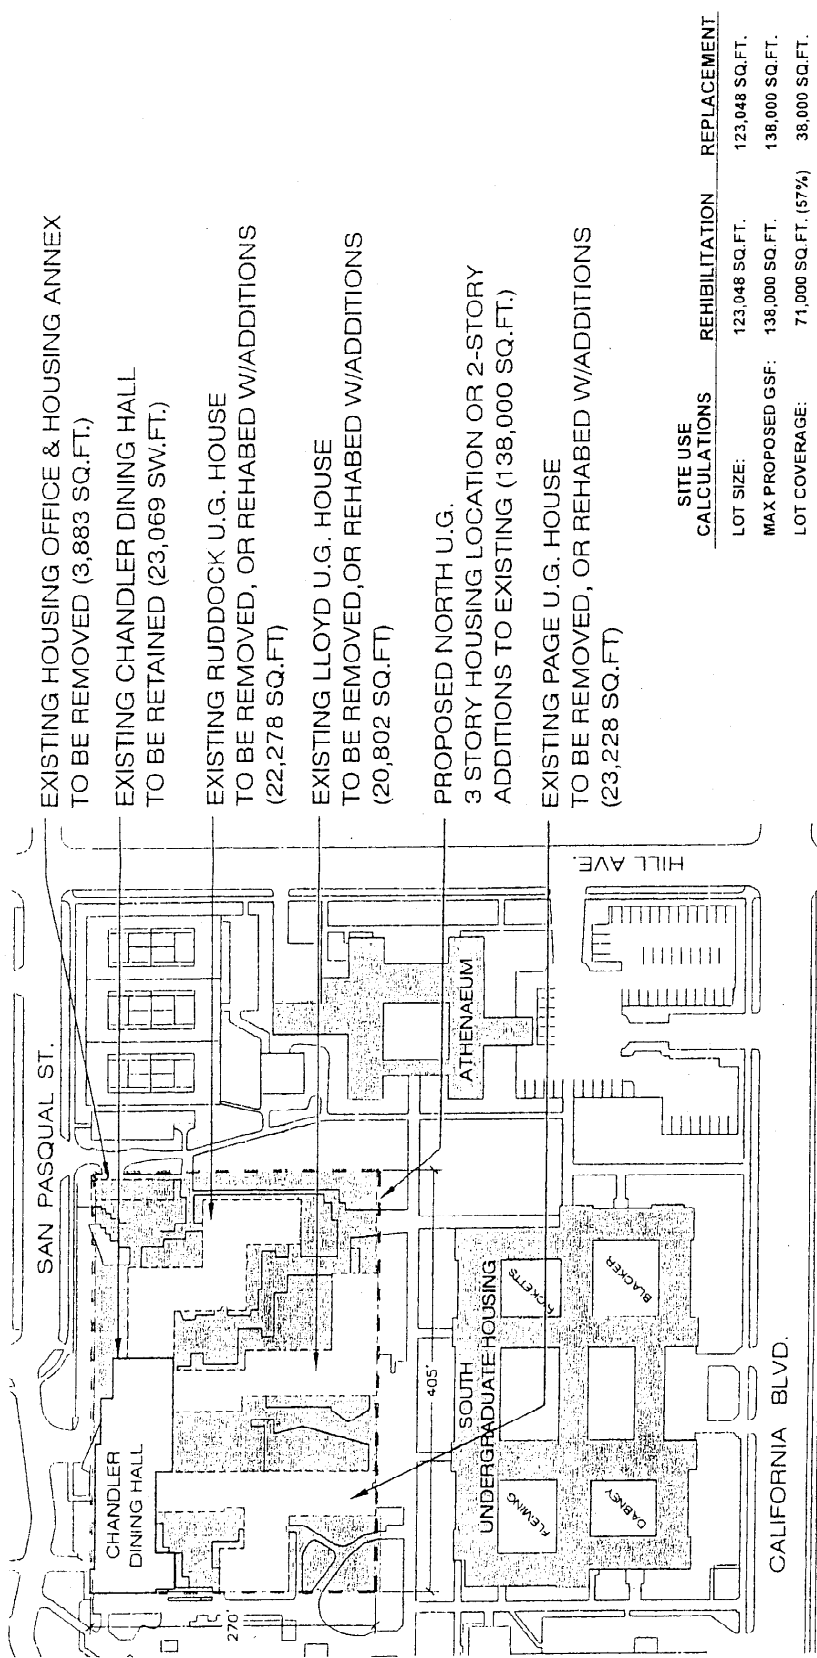 EXISTING HOUSING OFFICE & HOUSING ANNEX
TO BE REMOVED (3,883 SQ.FT.)
EXISTING CHANDLER DINING HALL
TO BE RETAINED (23,069 SW.FT.)
EXISTING RUDDOCK U.G. HOUSE
TO BE REMOVED, OR REHABED W/ADDITIONS
(22,278 SQ.FT)
EXISTING LLOYD U.G. HOUSE
TO BE REMOVED,OR REHABED W/ADDITIONS
(20,802 SQ.FT)
PROPOSED NORTH U.G.
3 STORY HOUSING LOCATION OR 2-STORY
ADDITIONS TO EXISTING (138,000 SQ.FT.)
EXISTING PAGE U.G. HOUSE
TO BE REMOVED, OR REHABED W/ADDITIONS
(23,228 SQ.FT)
SITE USE
CALCULATIONS REHIBILITATION REPLACEMENT
LOT SIZE: 123,048 SQ.FT. 123,048 SQ.FT.
MAX PROPOSED GSF: 138,000 SQ.FT. 138,000 SQ.FT.
LOT COVERAGE: 71,000 SQ.FT. (57%) 38,000 SQ.FT.
SAN PASQUAL ST.
HILL AVE.
ATHENAEUM
CHANDLER
DINING HALL
270'
405'
SOUTH
UNDERGRADUATE HOUSING
RICKETTS
BLACKER
FLEMING
DABNEY
CALIFORNIA BLVD.